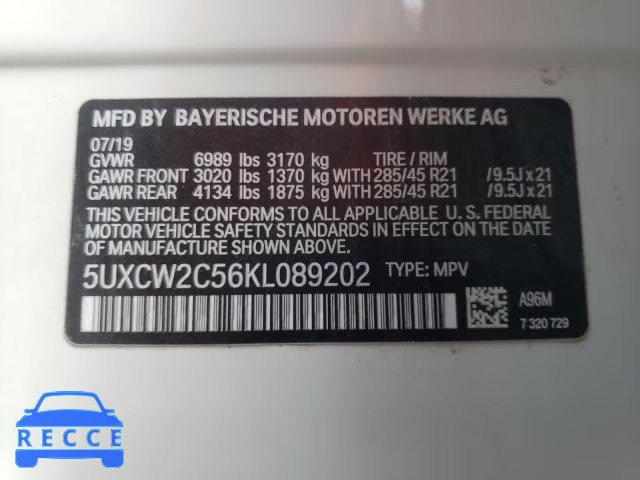 MFD BY BAYERISCHE MOTOREN WERKE AG
07/19
GVWR 6989 lbs 3170 kg TIRE / RIM
GAWR FRONT 3020 lbs 1370 kg WITH 285/45 R21 /9.5J x 21
GAWR REAR 4134 lbs 1875 kg WITH 285/45 R21 /9.5J x 21
THIS VEHICLE CONFORMS TO ALL APPLICABLE U. S. FEDERAL
MOTOR VEHICLE SAFETY STANDARDS IN EFFECT ON THE
DATE OF MANUFACTURE SHOWN ABOVE.
5UXCW2C56KL089202 TYPE: MPV
A96M
7 320 729
RECCE